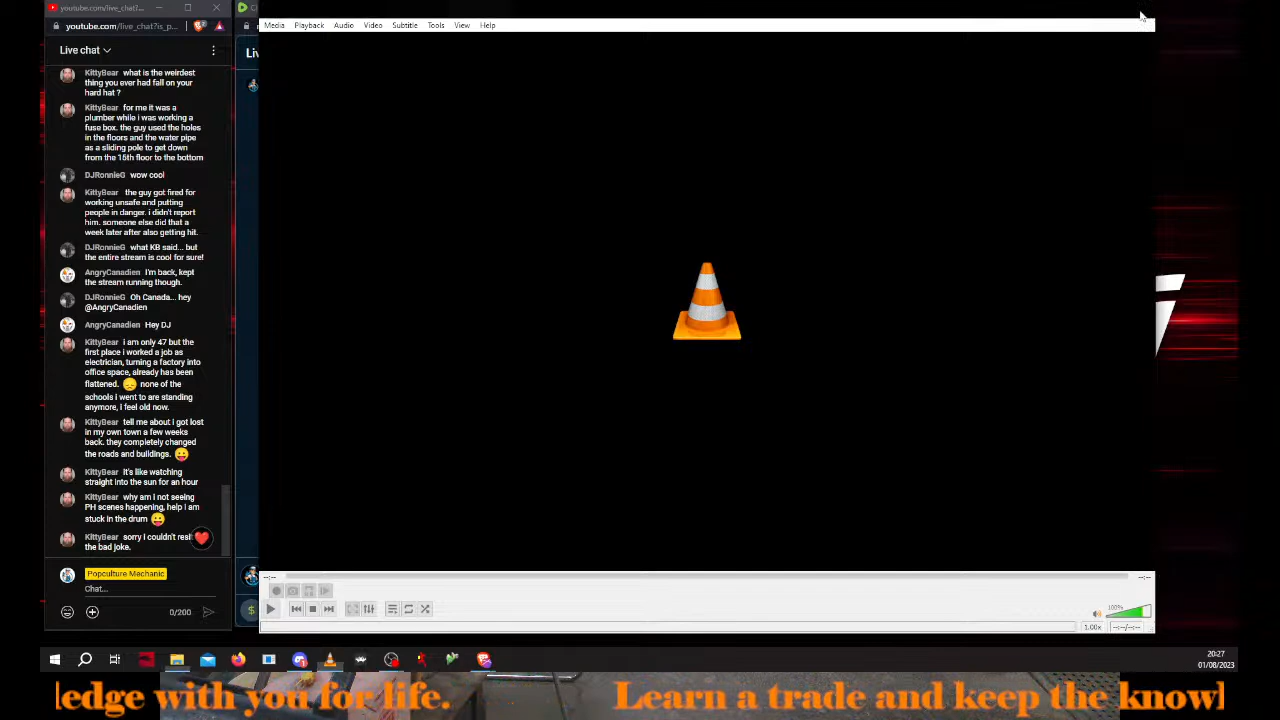 youtube.com/live_chat?...
youtube.com/live_chat?is_p...
Live chat
KittyBear what is the weirdest
thing you ever had fall on your
hard hat ?
KittyBear for me it was a
plumber while i was working a
fuse box. the guy used the holes
in the floors and the water pipe
as a sliding pole to get down
from the 15th floor to the bottom
DJRonnieG wow cool
KittyBear the guy got fired for
working unsafe and putting
people in danger. i didn't report
him. someone else did that a
week later after also getting hit.
DJRonnieG what KB said... but
the entire stream is cool for sure!
AngryCanadien I'm back, kept
the stream running though.
DJRonnieG Oh Canada... hey
@AngryCanadien
AngryCanadien Hey DJ
KittyBear i am only 47 but the
first place i worked a job as
electrician, turning a factory into
office space, already has been
flattened. 😞 none of the
schools i went to are standing
anymore, i feel old now.
KittyBear tell me about i got lost
in my own town a few weeks
back. they completely changed
the roads and buildings. 😛
KittyBear it's like watching
straight into the sun for an hour
KittyBear why am i not seeing
PH scenes happening, help i am
stuck in the drum 😛
KittyBear sorry i couldn't resi
the bad joke.
Popculture Mechanic
Chat...
0/200
Liv
$
Media Playback Audio Video Subtitle Tools View Help
--:-- --:--
100%
1.00x --:--/--:--
20:27
01/08/2023
ledge with you for life. Learn a trade and keep the knowl